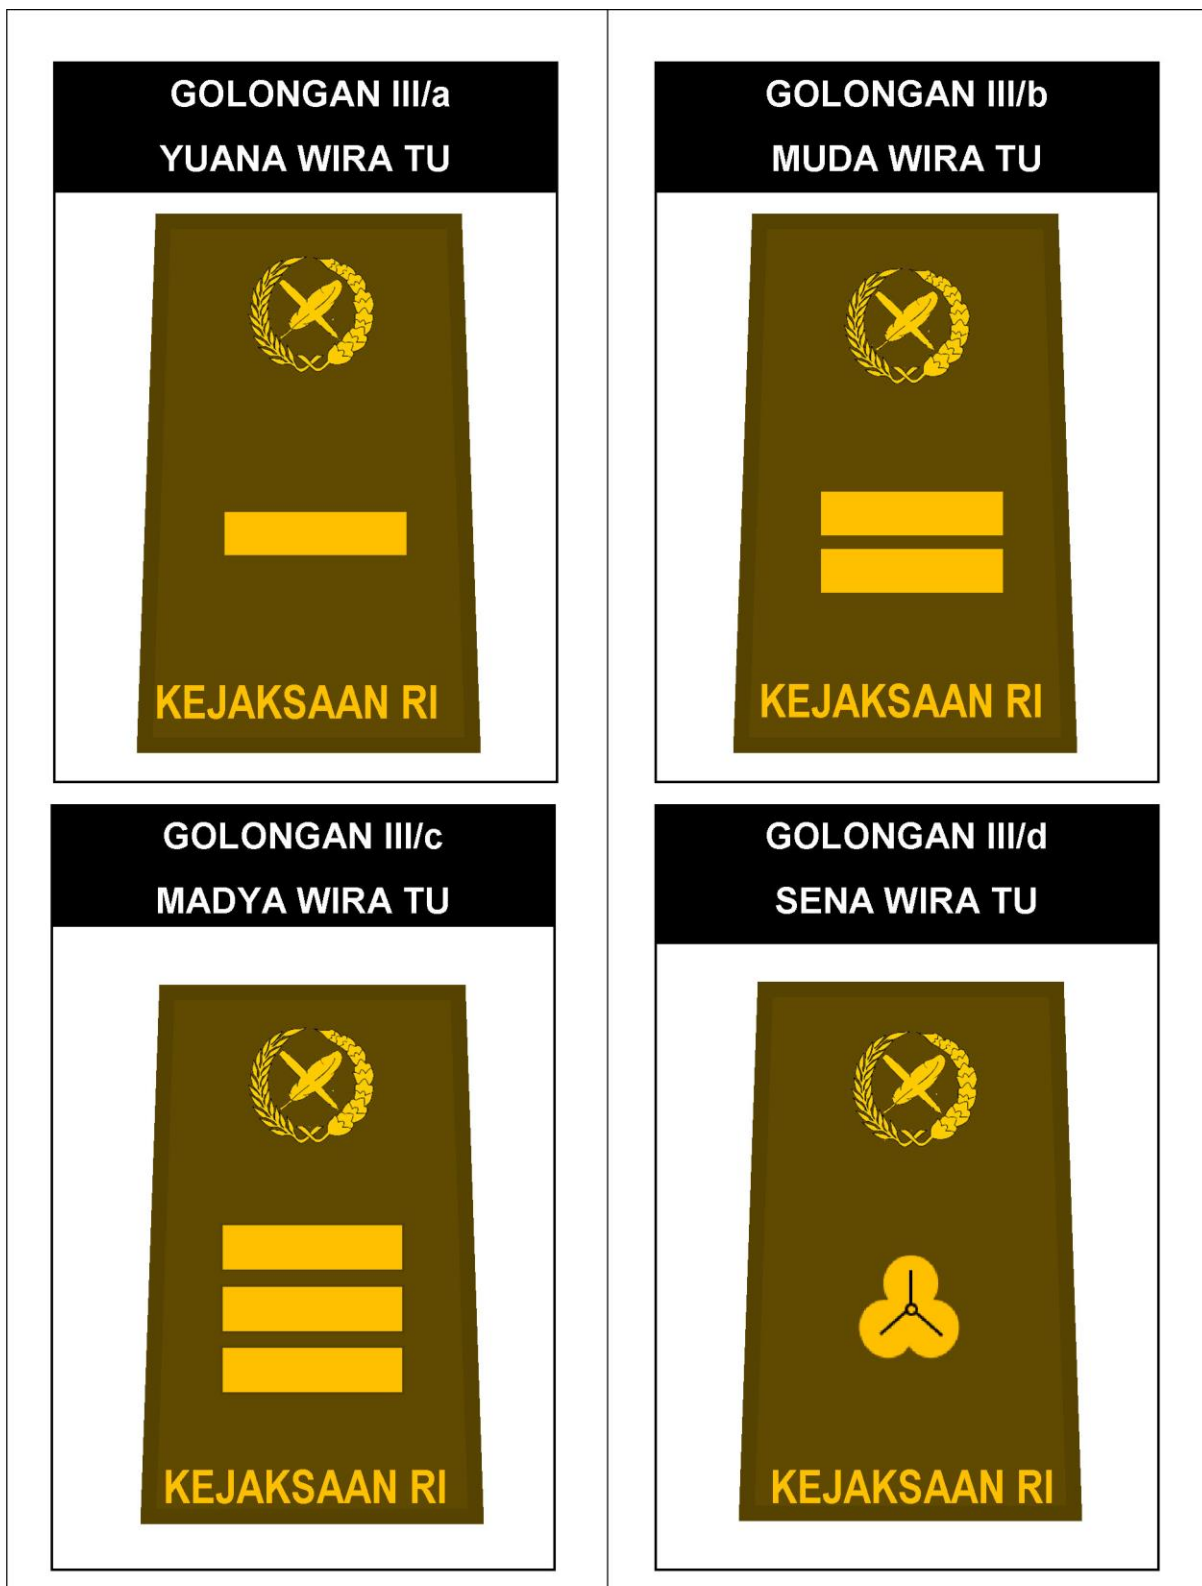 GOLONGAN III/a
YUANA WIRA TU
KEJAKSAAN RI
GOLONGAN III/b
MUDA WIRA TU
KEJAKSAAN RI
GOLONGAN III/c
MADYA WIRA TU
KEJAKSAAN RI
GOLONGAN III/d
SENA WIRA TU
KEJAKSAAN RI